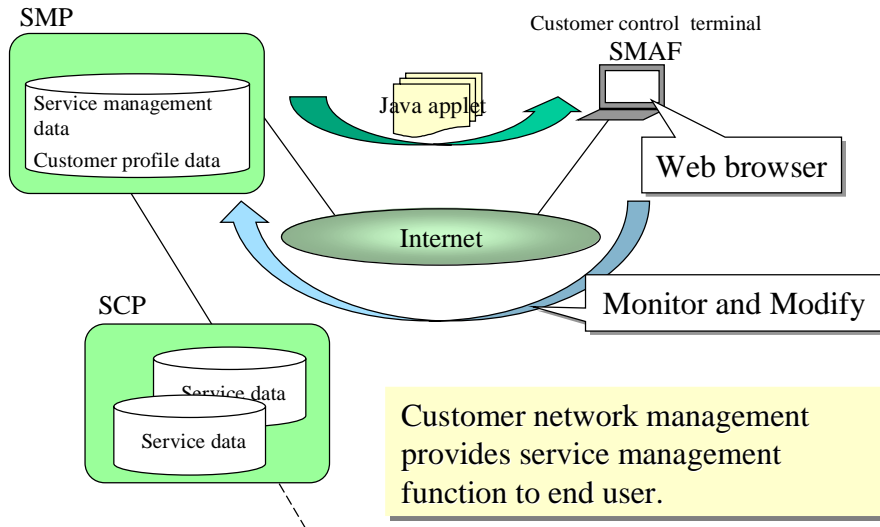 SMP
Customer control terminal
SMAF
Service management
data
Customer profile data
Java applet
Web browser
Internet
Monitor and Modify
SCP
Service data
Service data
Customer network management
provides service management
function to end user.